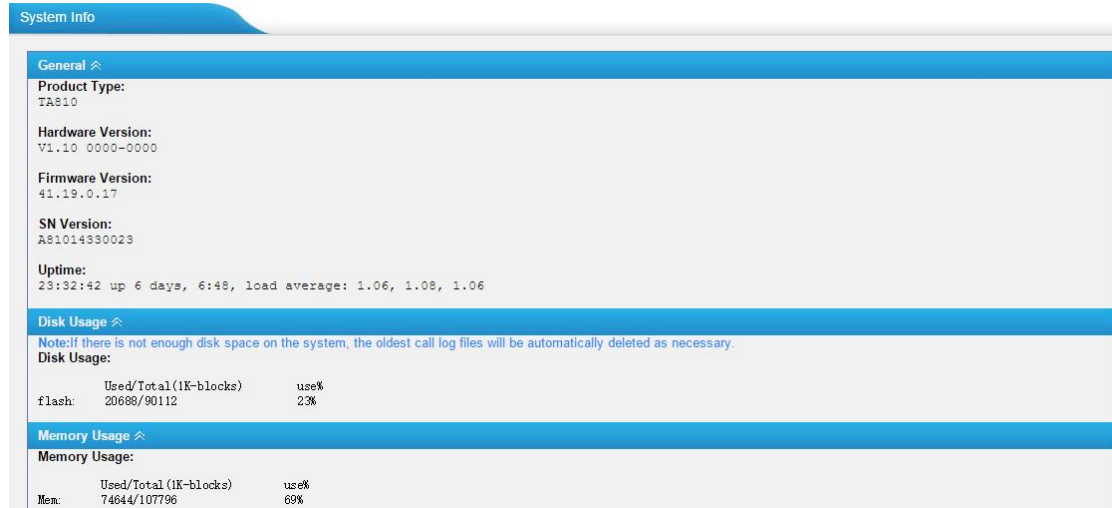 System Info
General
Product Type:
TA810
Hardware Version:
V1.10 0000-0000
Firmware Version:
41.19.0.17
SN Version:
A81014330023
Uptime:
23:32:42 up 6 days, 6:48, load average: 1.06, 1.08, 1.06
Disk Usage
Note:If there is not enough disk space on the system, the oldest call log files will be automatically deleted as necessary.
Disk Usage:
Used/Total(1K-blocks) use%
flash: 20688/90112 23%
Memory Usage
Memory Usage:
Used/Total(1K-blocks) use%
Mem: 74644/107796 69%